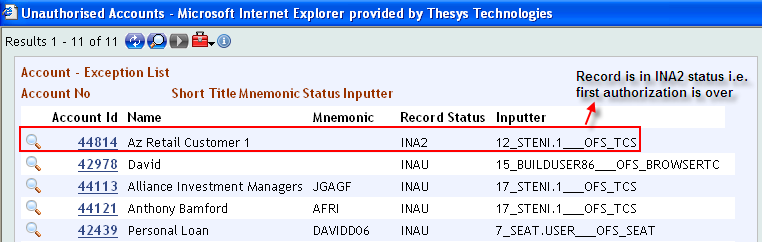 Unauthorised Accounts - Microsoft Internet Explorer provided by Thesys Technologies
Results 1 - 11 of 11
Account - Exception List
Record is in INA2 status i.e.
first authorization is over
Account No Short Title Mnemonic Status Inputter
Account Id Name Mnemonic Record Status Inputter
44814 Az Retail Customer 1 INA2 12_STENI.1___OFS_TCS
42978 David INAU 15_BUILDUSER86___OFS_BROWSERTC
44113 Alliance Investment Managers JGAGF INAU 17_STENI.1___OFS_TCS
44121 Anthony Bamford AFRI INAU 17_STENI.1___OFS_TCS
42439 Personal Loan DAVIDD06 INAU 7_SEAT.USER___OFS_SEAT